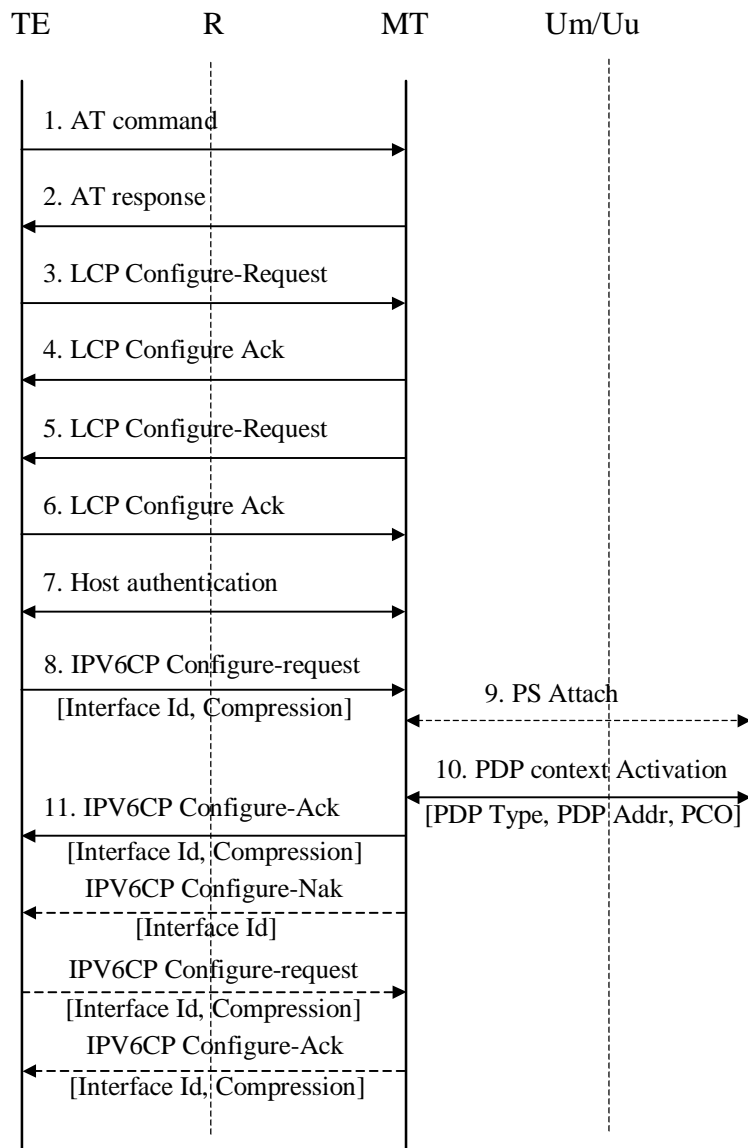 TE R MT Um/Uu
1. AT command
2. AT response
3. LCP Configure-Request
4. LCP Configure Ack
5. LCP Configure-Request
6. LCP Configure Ack
7. Host authentication
8. IPV6CP Configure-request
[Interface Id, Compression]
9. PS Attach
10. PDP context Activation
[PDP Type, PDP Addr, PCO]
11. IPV6CP Configure-Ack
[Interface Id, Compression]
IPV6CP Configure-Nak
[Interface Id]
IPV6CP Configure-request
[Interface Id, Compression]
IPV6CP Configure-Ack
[Interface Id, Compression]